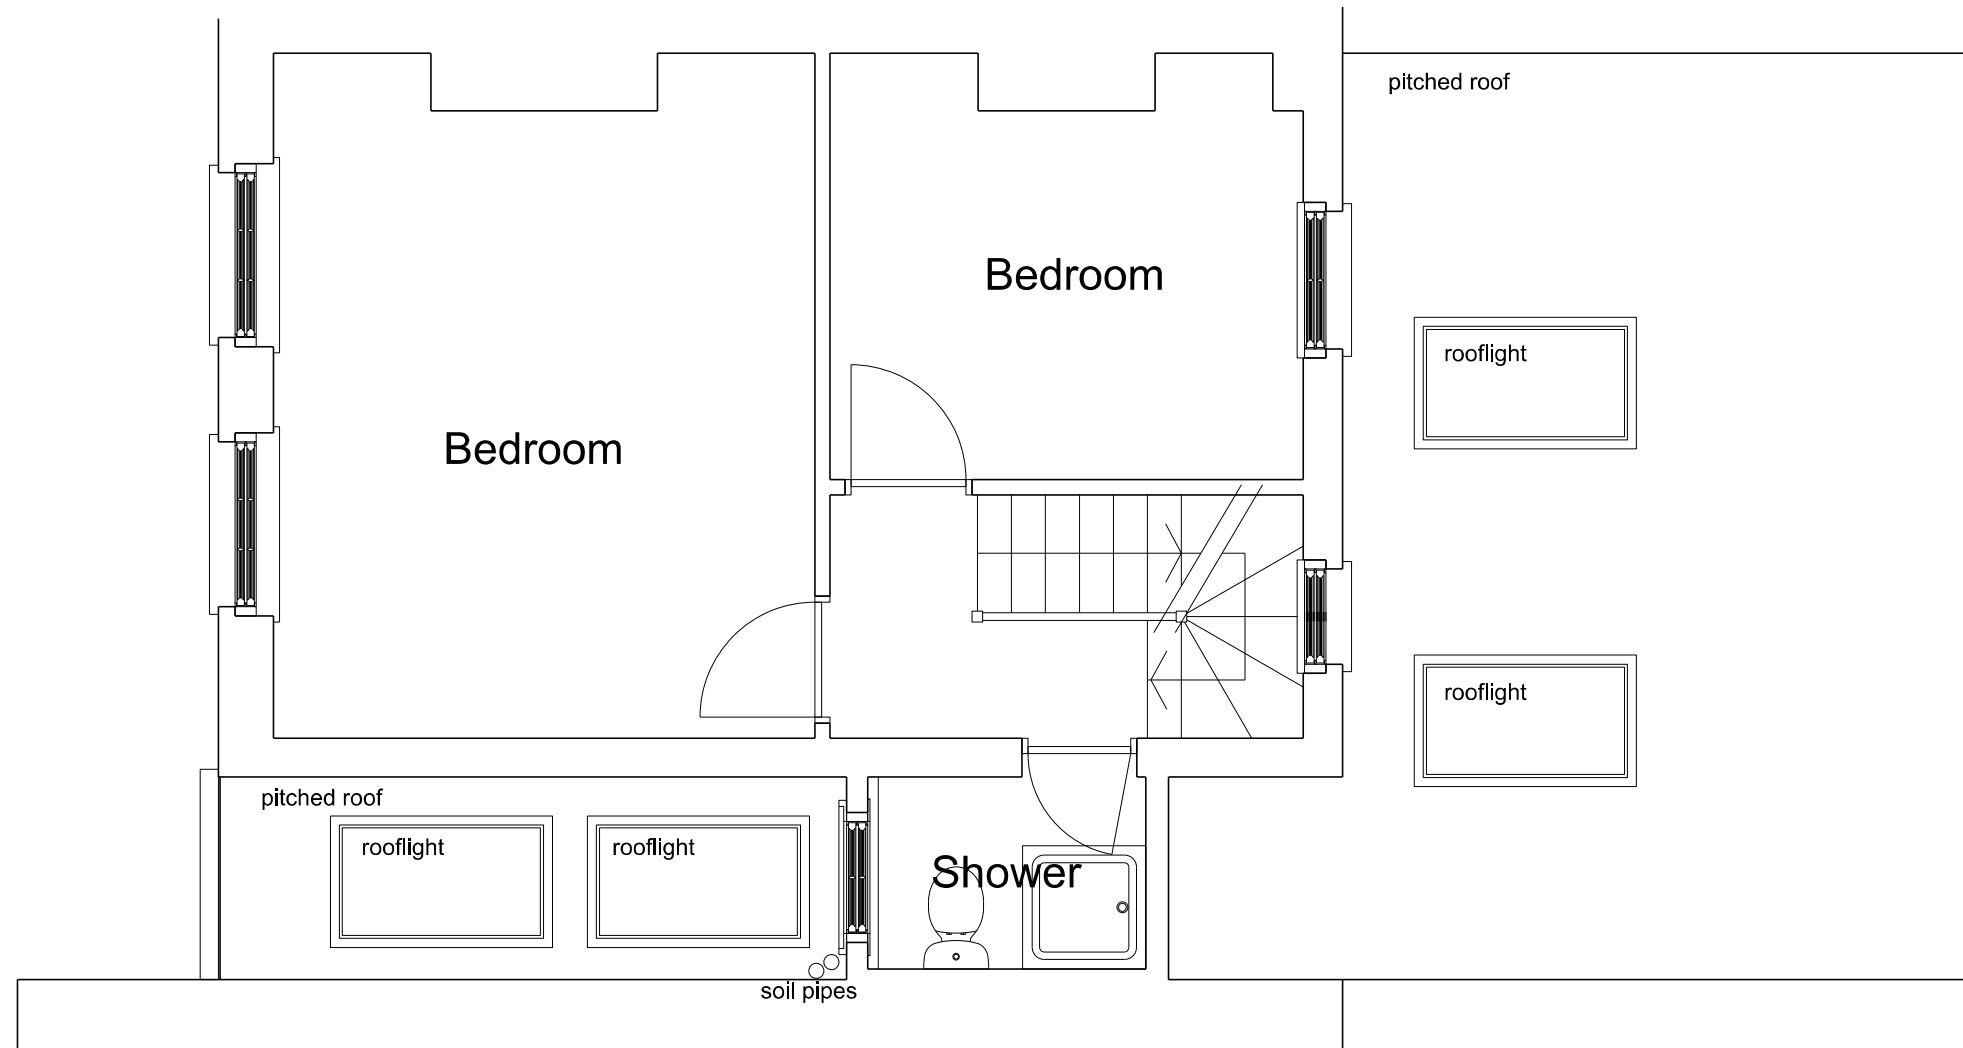 pitched roof
Bedroom
rooflight
Bedroom
rooflight
pitched roof
rooflight
rooflight
Shower
soil pipes